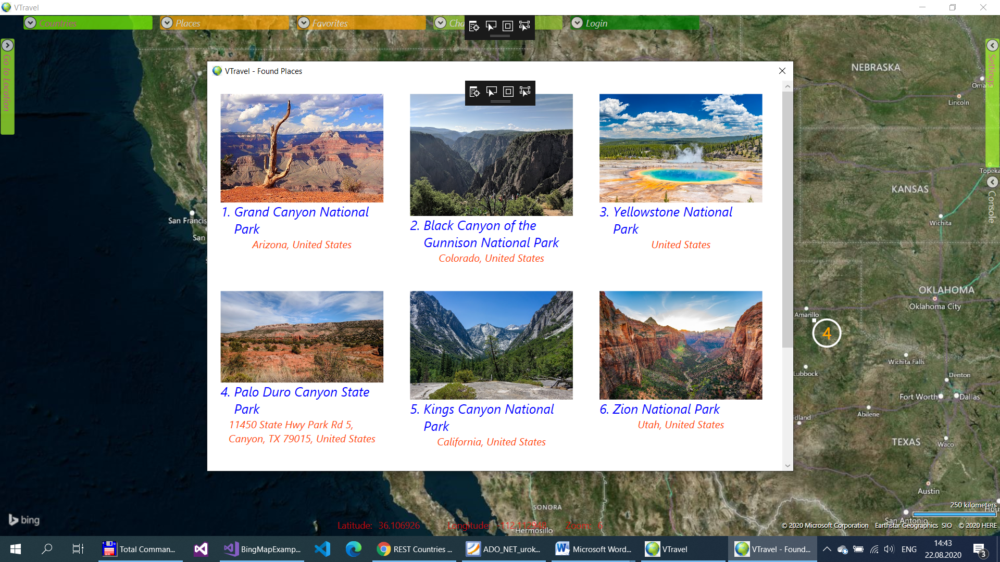 VTravel
Countries
Places
Favorites
Cha
Login
Go to Location
Settings
Console
VTravel - Found Places
1. Grand Canyon National
Park
Arizona, United States
2. Black Canyon of the
Gunnison National Park
Colorado, United States
3. Yellowstone National
Park
United States
4. Palo Duro Canyon State
Park
11450 State Hwy Park Rd 5,
Canyon, TX 79015, United States
5. Kings Canyon National
Park
California, United States
6. Zion National Park
Utah, United States
NEBRASKA
Omaha
Lincoln
Topeka
KANSAS
Wichita
San Francis
San
OKLAHOMA
Oklahoma City
Amarillo
4
Wichita Falls
Lubbock
Denton
Fort Worth
Dallas
Abilene
dland
TEXAS
Waco
Austin
San Antonio
Hou
SONORA
Hermosillo
250 kilometers
bing
Latitude: 36.106926
Longitude: -112.112948
Zoom: 6
© 2020 Microsoft Corporation Earthstar Geographics SIO © 2020 HERE
Total Comman...
BingMapExamp...
REST Countries ...
ADO_NET_urok...
Microsoft Word...
VTravel
VTravel - Found...
ENG
14:43
22.08.2020
3